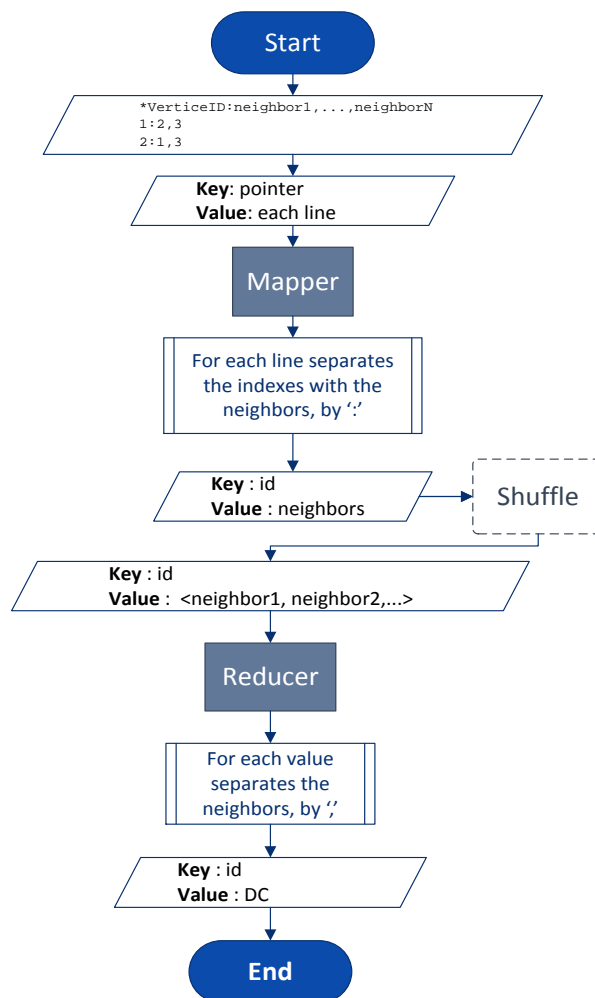 Start
*VerticeID:neighbor1,...,neighborN
1:2,3
2:1,3
Key: pointer
Value: each line
Mapper
For each line separates
the indexes with the
neighbors, by ‘:’
Key : id
Value : neighbors
Shuffle
Key : id
Value :  <neighbor1, neighbor2,...>
Reducer
For each value
separates the
neighbors, by ‘,’
Key : id
Value : DC
End